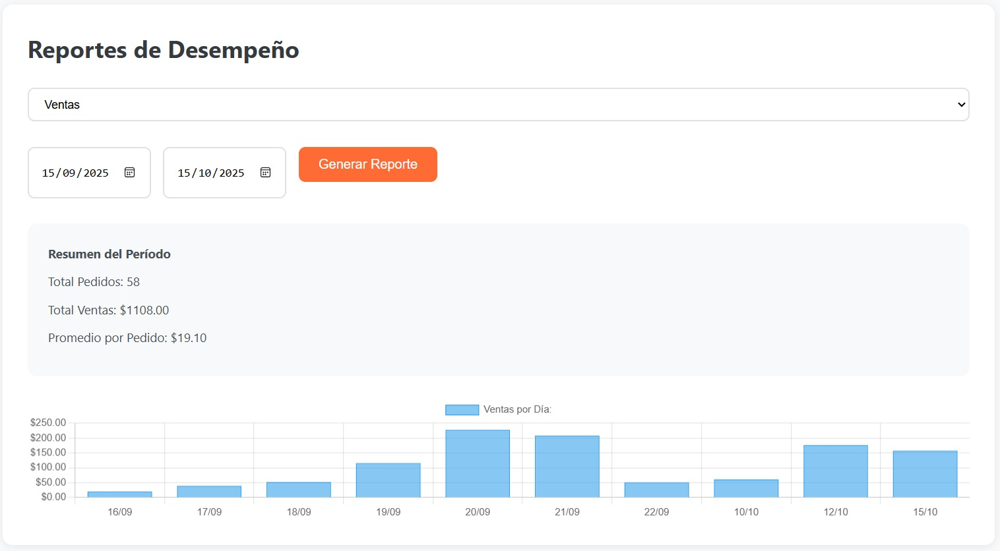 Reportes de Desempeño
Ventas
15/09/2025
15/10/2025
Generar Reporte
Resumen del Período
Total Pedidos: 58
Total Ventas: $1108.00
Promedio por Pedido: $19.10
Ventas por Día:
$250.00
$200.00
$150.00
$100.00
$50.00
$0.00
16/09 17/09 18/09 19/09 20/09 21/09 22/09 10/10 12/10 15/10